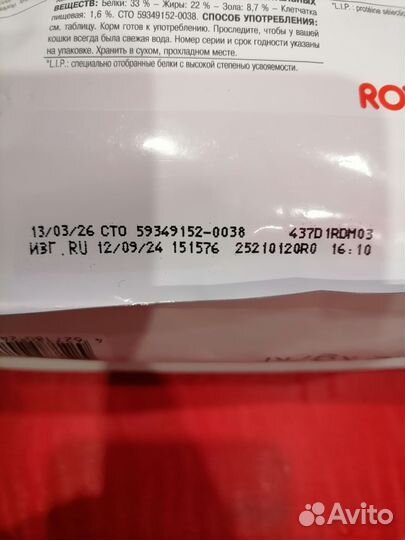 *L.I.P.: protéine sélectio
ВЕЩЕСТВ: Белки: 33 % – Жиры: 22 % - Зола: 8,7 % – Клетчатка
пищевая: 1,6 %. СТО 59349152-0038. СПОСОБ УПОТРЕБЛЕНИЯ:
см. таблицу. Корм готов к употреблению. Проследите, чтобы у вашей
кошки всегда была свежая вода. Номер серии и срок годности указаны
на упаковке. Хранить в сухом, прохладном месте.
*L.I.P.: специально отобранные белки с высокой степенью усвояемости.
RO
13/03/26 СТО 59349152-0038 437D1RDM03
ИЗГ.RU 12/09/24 151576 25210120R0 16:10
Avito